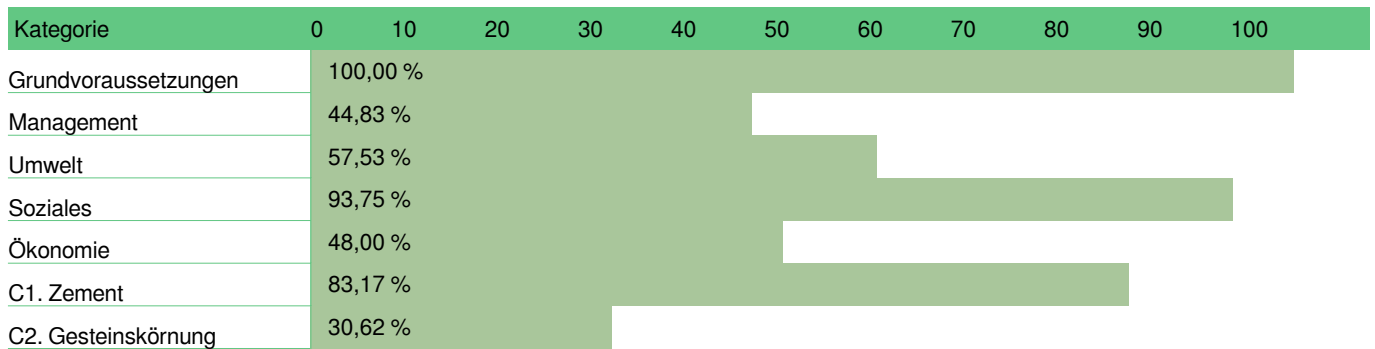 Kategorie 0 10 20 30 40 50 60 70 80 90 100
Grundvoraussetzungen 100,00 %
Management 44,83 %
Umwelt 57,53 %
Soziales 93,75 %
Ökonomie 48,00 %
C1. Zement 83,17 %
C2. Gesteinskörnung 30,62 %